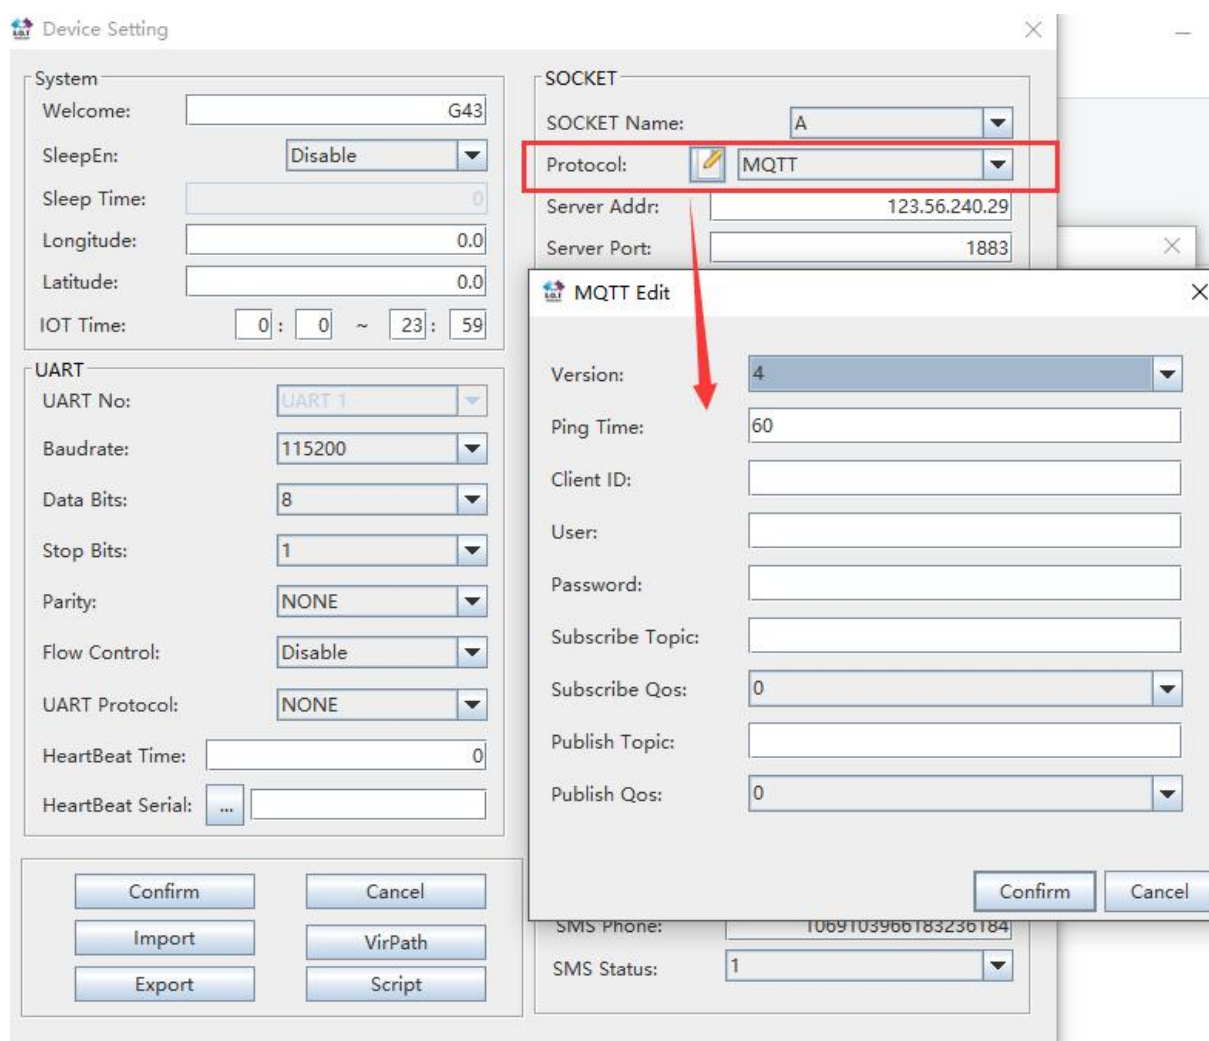 Device Setting
System
Welcome: G43
SleepEn: Disable
Sleep Time: 0
Longitude: 0.0
Latitude: 0.0
IOT Time: 0 : 0 ~ 23 : 59
UART
UART No: UART 1
Baudrate: 115200
Data Bits: 8
Stop Bits: 1
Parity: NONE
Flow Control: Disable
UART Protocol: NONE
HeartBeat Time: 0
HeartBeat Serial: ...
Confirm Cancel
Import VirPath
Export Script
SOCKET
SOCKET Name: A
Protocol: MQTT
Server Addr: 123.56.240.29
Server Port: 1883
MQTT Edit
Version: 4
Ping Time: 60
Client ID:
User:
Password:
Subscribe Topic:
Subscribe Qos: 0
Publish Topic:
Publish Qos: 0
Confirm Cancel
SMS Phone: 1069103966183236184
SMS Status: 1